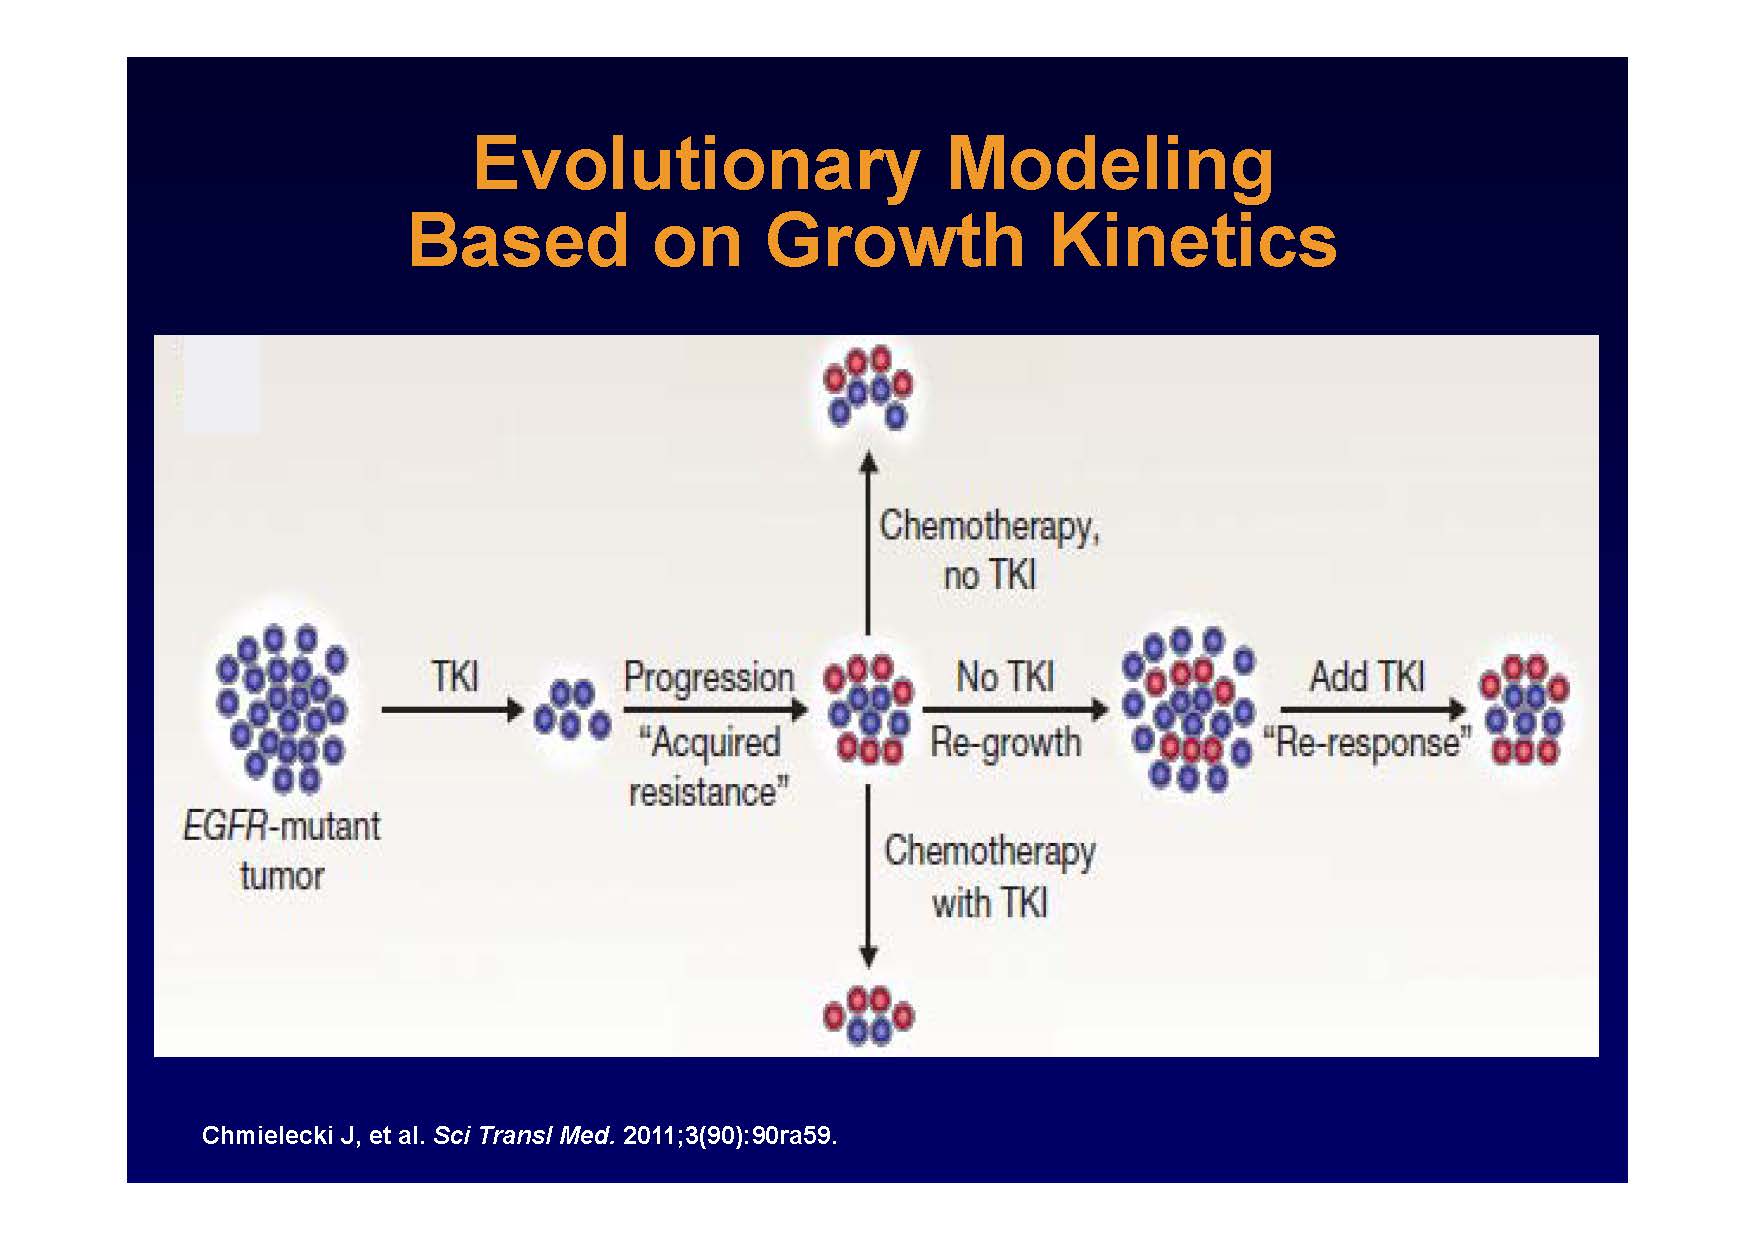 Evolutionary Modeling
Based on Growth Kinetics
Chemotherapy,
no TKI
EGFR-mutant
tumor
TKI
Progression
“Acquired
resistance”
No TKI
Re-growth
Add TKI
“Re-response”
Chemotherapy
with TKI
Chmielecki J, et al. Sci Transl Med. 2011;3(90):90ra59.